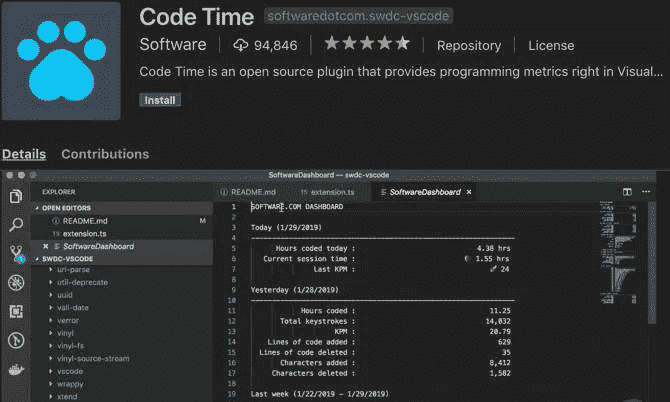 Code Time softwaredotcom.swdc-vscode
Software 94,846 Repository License
Code Time is an open source plugin that provides programming metrics right in Visual...
Install
Details Contributions
SoftwareDashboard — swdc-vscode
EXPLORER
OPEN EDITORS
README.md M
TS extension.ts
SoftwareDashboard
SWDC-VSCODE
uri-parse
util-deprecate
uuid
vali-date
verror
vinyl
vinyl-fs
vinyl-source-stream
vscode
wrappy
xtend
README.md TS extension.ts SoftwareDashboard
1 SOFTWARE.COM DASHBOARD
2
3 Today (1/29/2019)
4
5 Hours coded today : 4.38 hrs
6 Current session time : 1.55 hrs
7 Last KPM : 24
8
9 Yesterday (1/28/2019)
10
11 Hours coded : 11.25
12 Total keystrokes : 14,032
13 KPM : 20.79
14 Lines of code added : 629
15 Lines of code deleted : 35
16 Characters added : 8,412
17 Characters deleted : 1,582
18
19 Last week (1/22/2019 – 1/29/2019)